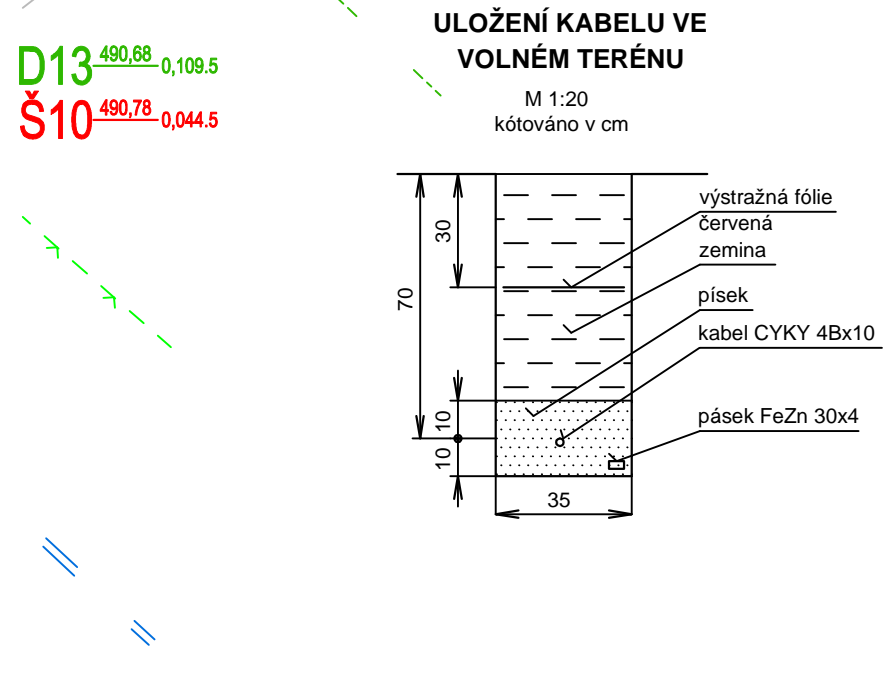 ULOŽENÍ KABELU VE
VOLNÉM TERÉNU
M 1:20
kótováno v cm
D13 490,68 0,109.5
Š10 490,78 0,044.5
výstražná fólie
červená
zemina
písek
kabel CYKY 4Bx10
pásek FeZn 30x4
30
70
10
10
35